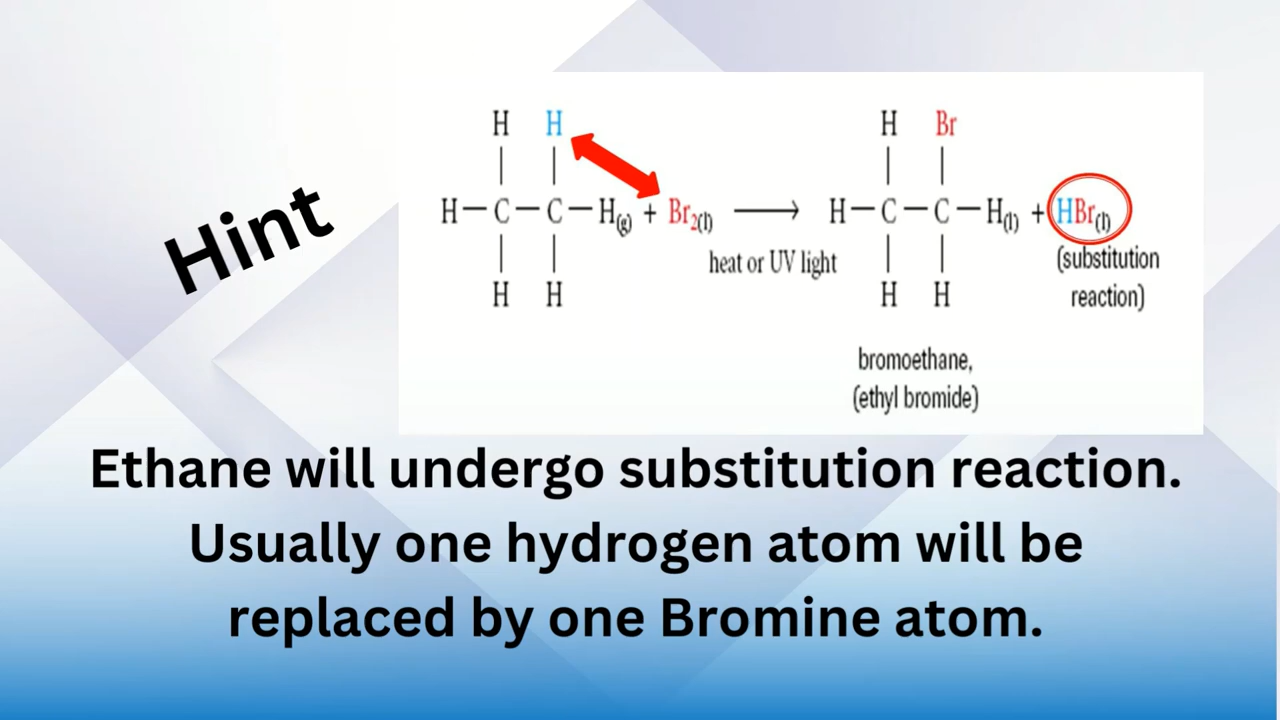 Hint
H H
H — C — C — H(g) + Br2(l) ⟶ H — C — C — H(l) + HBr(l)
H Br
heat or UV light
(substitution
reaction)
H H
H H
bromoethane,
(ethyl bromide)
Ethane will undergo substitution reaction.
Usually one hydrogen atom will be
replaced by one Bromine atom.